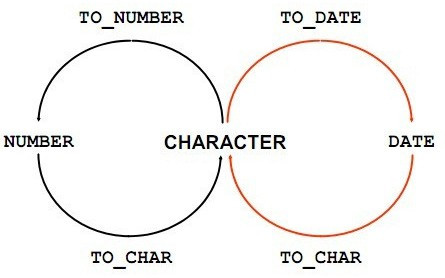 TO_NUMBER TO_DATE
NUMBER CHARACTER DATE
TO_CHAR TO_CHAR